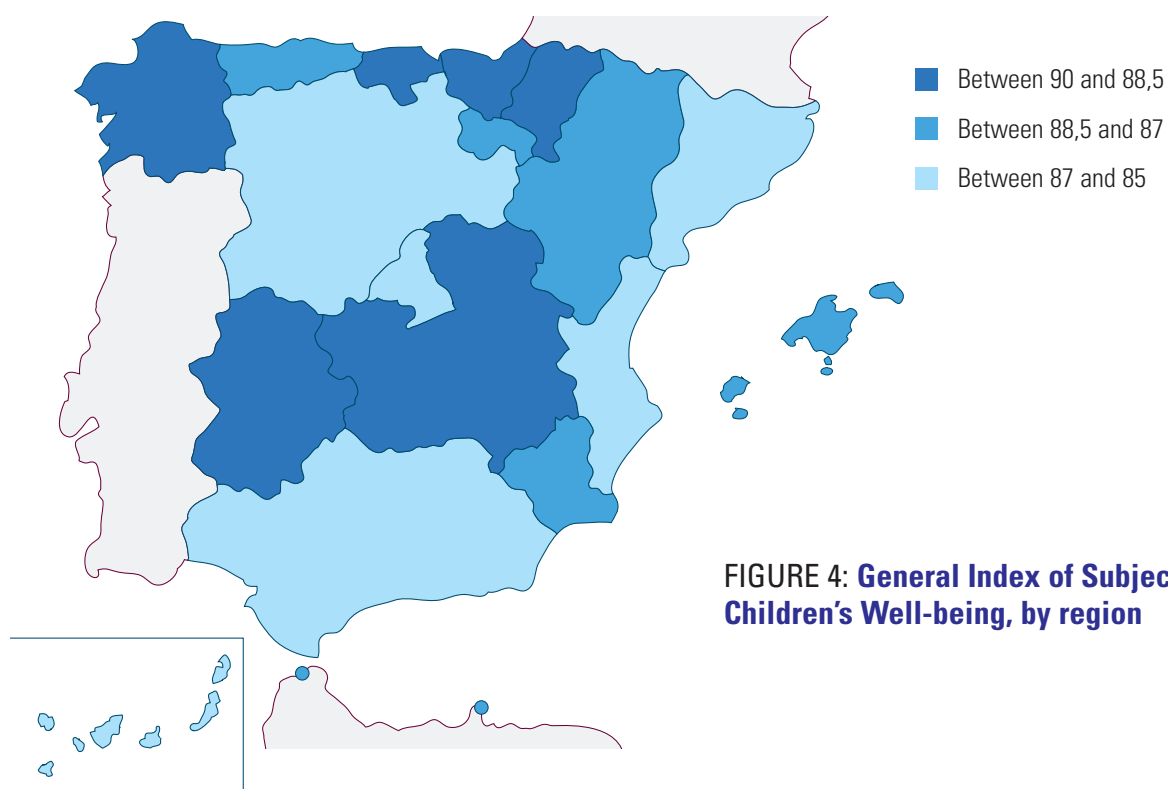 Between 90 and 88,5
Between 88,5 and 87
Between 87 and 85
FIGURE 4: General Index of Subjec
Children's Well-being, by region